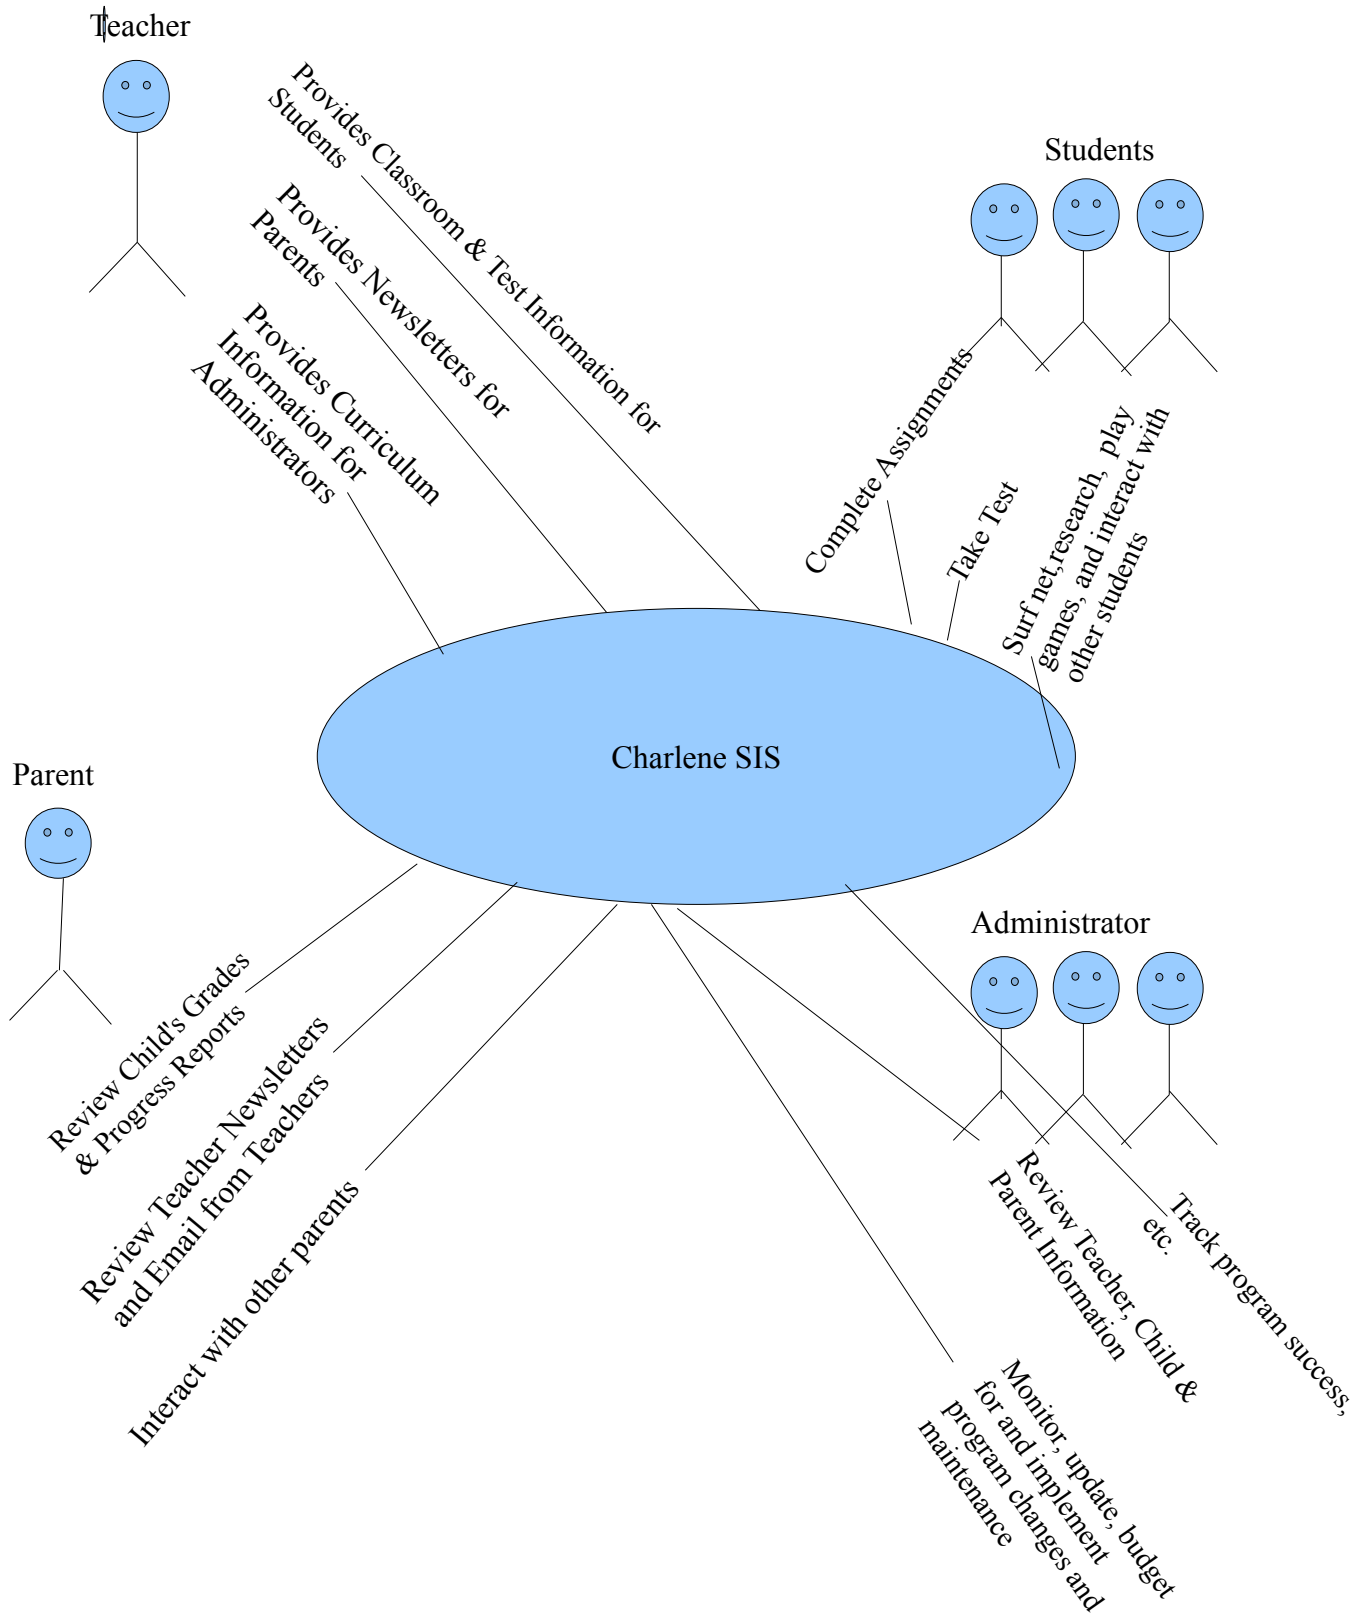 Teacher
Provides Classroom & Test Information for
Students
Provides Newsletters for
Parents
Provides Curriculum
Information for
Administrators
Students
Complete Assignments
Take Test
Surf net,research, play
games, and interact with
other students
Charlene SIS
Parent
Review Child's Grades
& Progress Reports
Review Teacher Newsletters
and Email from Teachers
Interact with other parents
Administrator
Review Teacher, Child &
Parent Information
Track program success,
etc.
Monitor, update, budget
for and implement
program changes and
maintenance